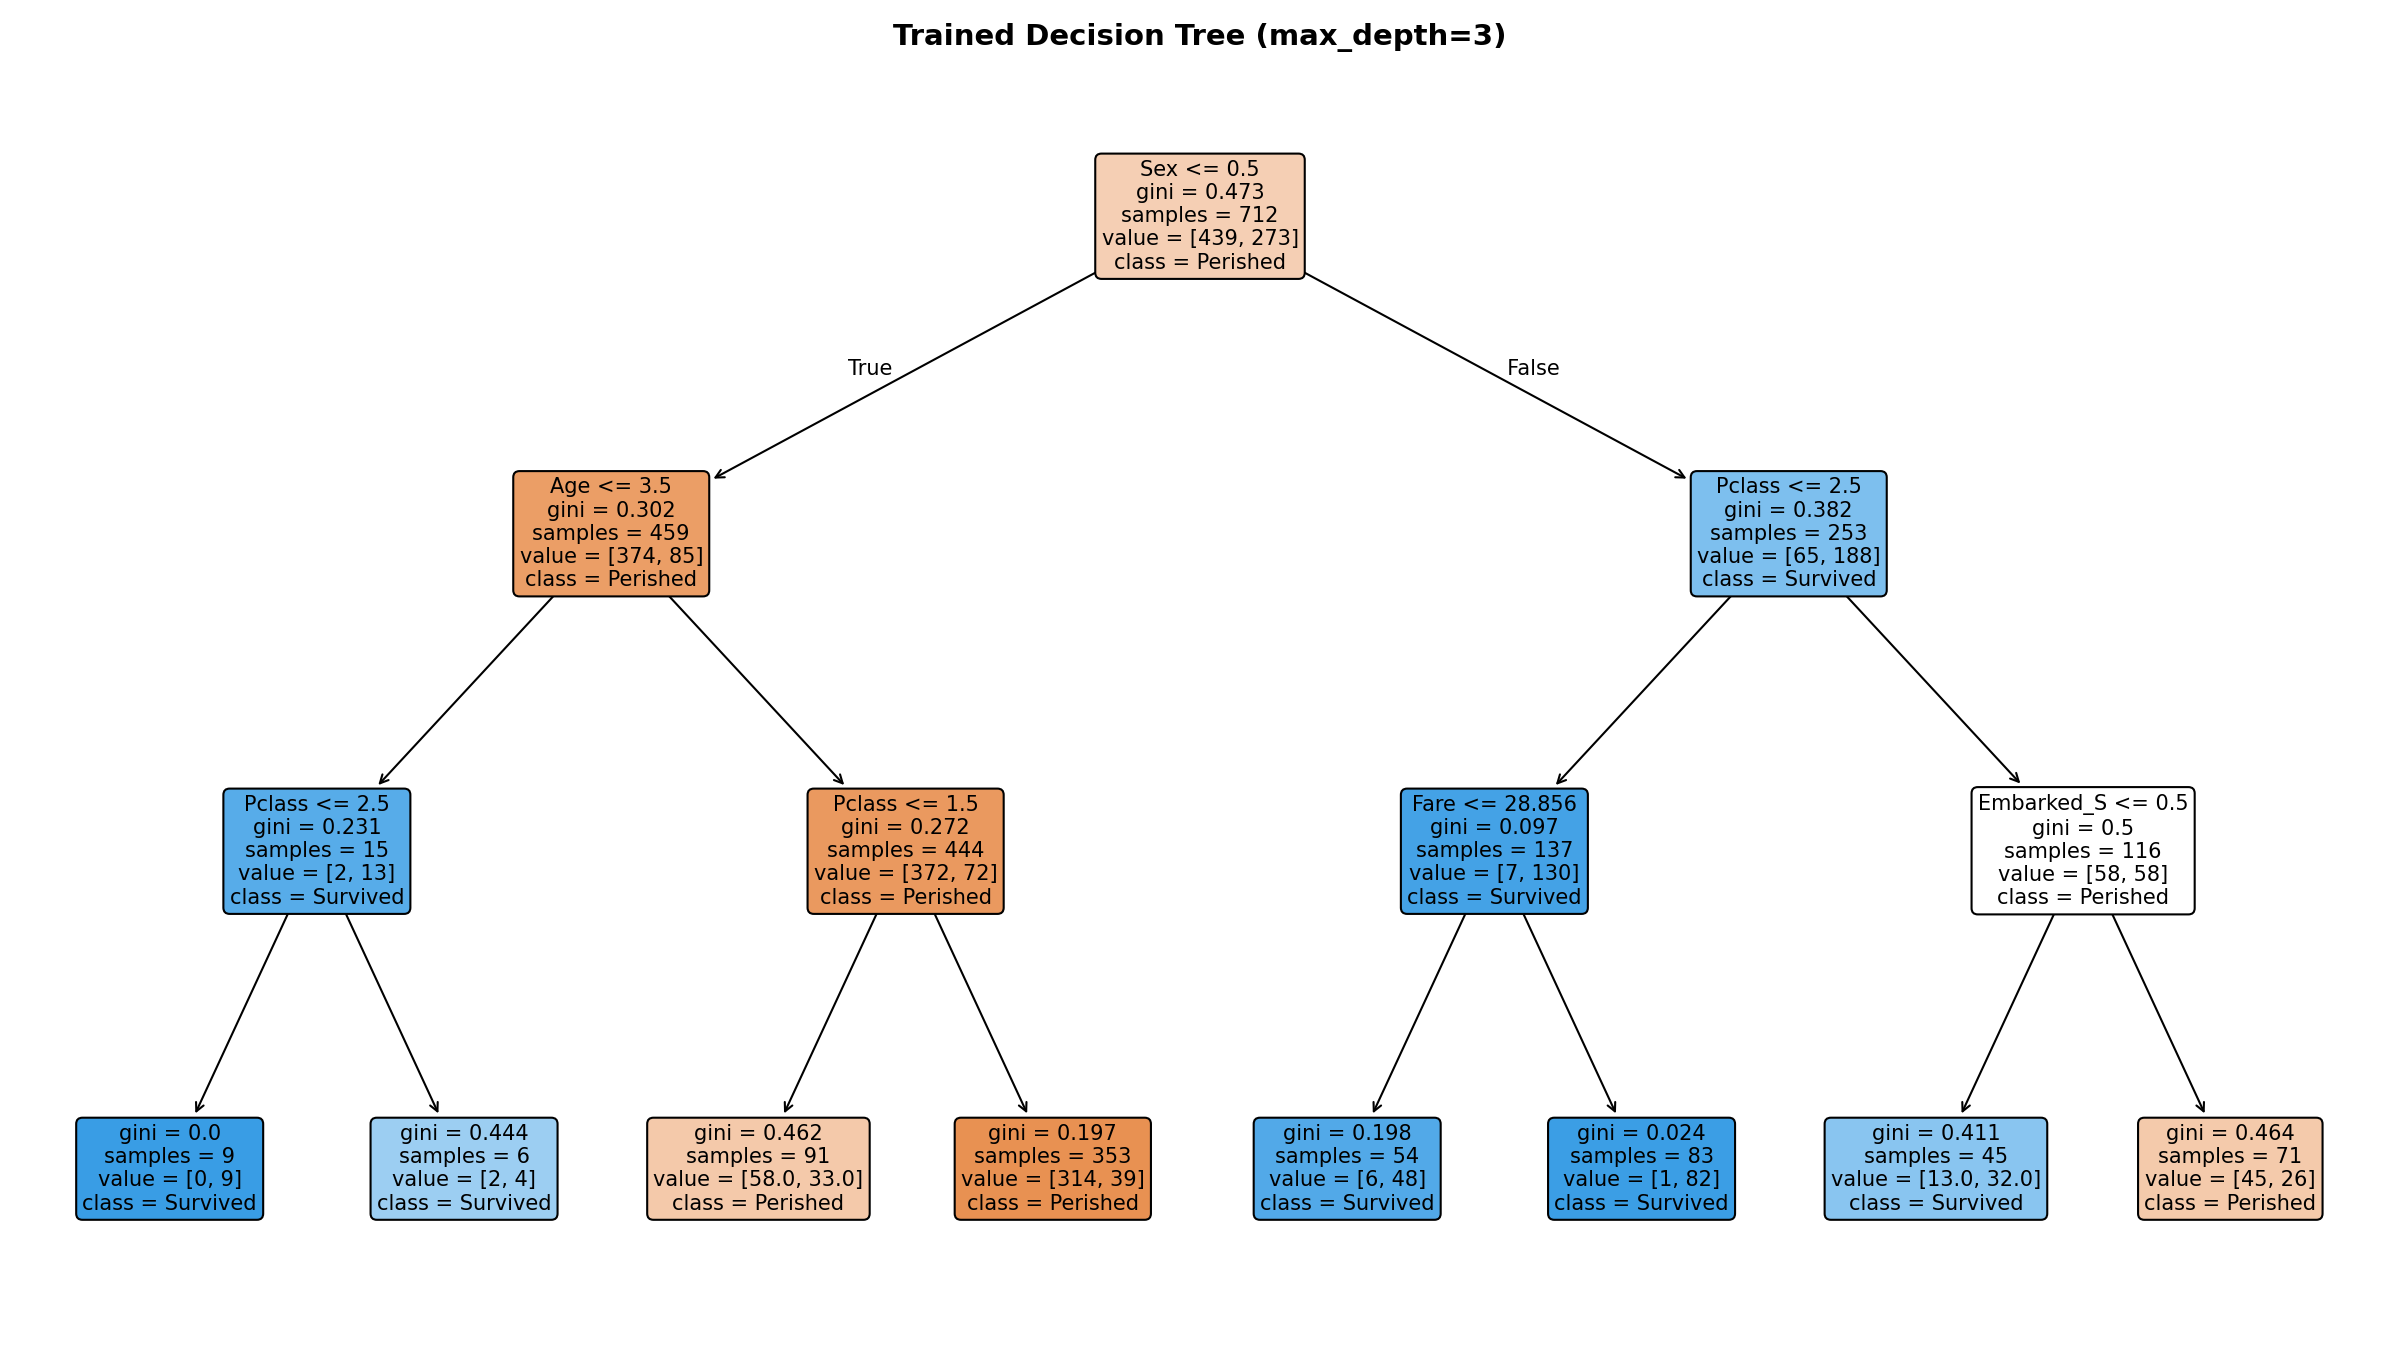 Trained Decision Tree (max_depth=3)
Sex <= 0.5
gini = 0.473
samples = 712
value = [439, 273]
class = Perished
True
False
Age <= 3.5
gini = 0.302
samples = 459
value = [374, 85]
class = Perished
Pclass <= 2.5
gini = 0.382
samples = 253
value = [65, 188]
class = Survived
Pclass <= 2.5
gini = 0.231
samples = 15
value = [2, 13]
class = Survived
Pclass <= 1.5
gini = 0.272
samples = 444
value = [372, 72]
class = Perished
Fare <= 28.856
gini = 0.097
samples = 137
value = [7, 130]
class = Survived
Embarked_S <= 0.5
gini = 0.5
samples = 116
value = [58, 58]
class = Perished
gini = 0.0
samples = 9
value = [0, 9]
class = Survived
gini = 0.444
samples = 6
value = [2, 4]
class = Survived
gini = 0.462
samples = 91
value = [58.0, 33.0]
class = Perished
gini = 0.197
samples = 353
value = [314, 39]
class = Perished
gini = 0.198
samples = 54
value = [6, 48]
class = Survived
gini = 0.024
samples = 83
value = [1, 82]
class = Survived
gini = 0.411
samples = 45
value = [13.0, 32.0]
class = Survived
gini = 0.464
samples = 71
value = [45, 26]
class = Perished